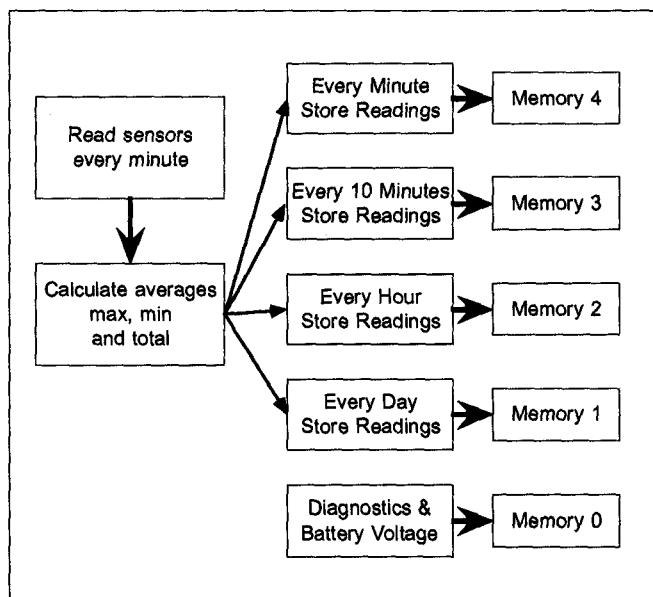 Read sensors
every minute
Calculate averages
max, min
and total
Every Minute
Store Readings
Memory 4
Every 10 Minutes
Store Readings
Memory 3
Every Hour
Store Readings
Memory 2
Every Day
Store Readings
Memory 1
Diagnostics &
Battery Voltage
Memory 0